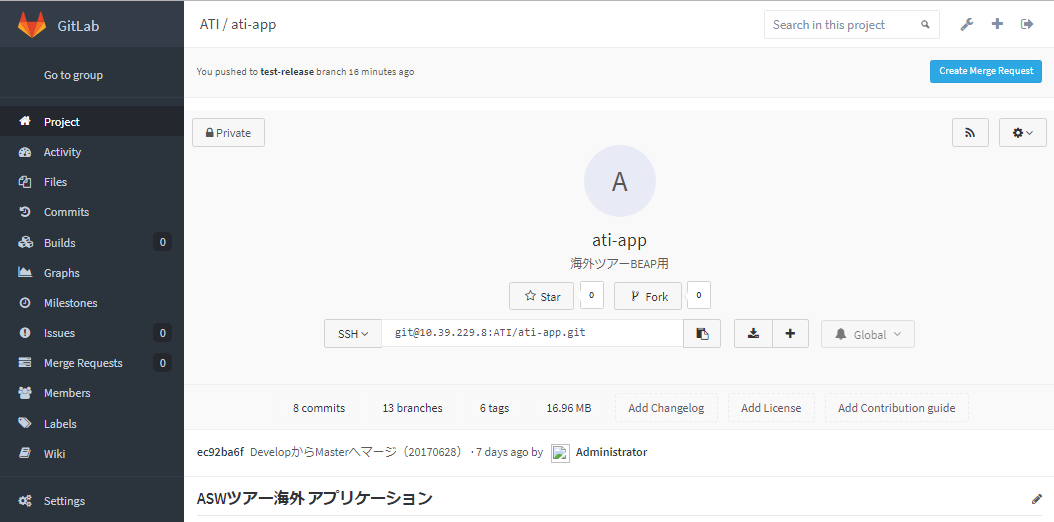 GitLab
ATI / ati-app
Search in this project
Go to group
You pushed to test-release branch 16 minutes ago
Create Merge Request
Project
Activity
Files
Commits
Builds 0
Graphs
Milestones
Issues 0
Merge Requests 0
Members
Labels
Wiki
Settings
Private
A
ati-app
海外ツアーBEAP用
Star 0 Fork 0
SSH git@10.39.229.8:ATI/ati-app.git Global
8 commits 13 branches 6 tags 16.96 MB Add Changelog Add License Add Contribution guide
ec92ba6f DevelopからMasterへマージ（20170628） · 7 days ago by Administrator
ASWツアー海外 アプリケーション